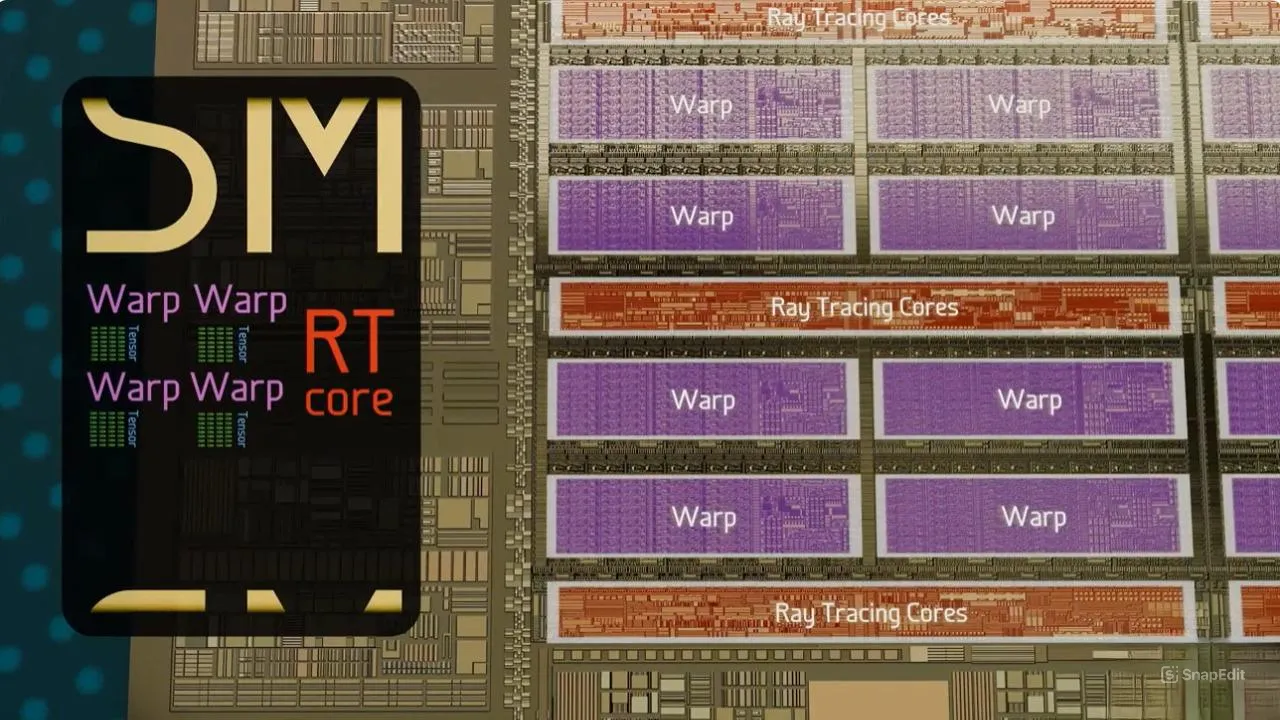 SM
Warp Warp
Tensor Tensor
RT
core
Warp Warp
Tensor Tensor
Ray Tracing Cores
Warp Warp
Warp Warp
Ray Tracing Cores
Warp Warp
Warp Warp
Ray Tracing Cores
SnapEdit